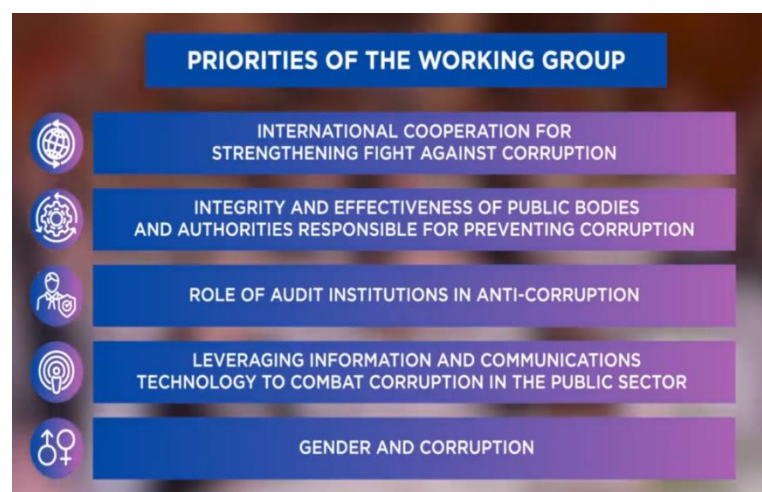 PRIORITIES OF THE WORKING GROUP
INTERNATIONAL COOPERATION FOR
STRENGTHENING FIGHT AGAINST CORRUPTION
INTEGRITY AND EFFECTIVENESS OF PUBLIC BODIES
AND AUTHORITIES RESPONSIBLE FOR PREVENTING CORRUPTION
ROLE OF AUDIT INSTITUTIONS IN ANTI-CORRUPTION
LEVERAGING INFORMATION AND COMMUNICATIONS
TECHNOLOGY TO COMBAT CORRUPTION IN THE PUBLIC SECTOR
GENDER AND CORRUPTION